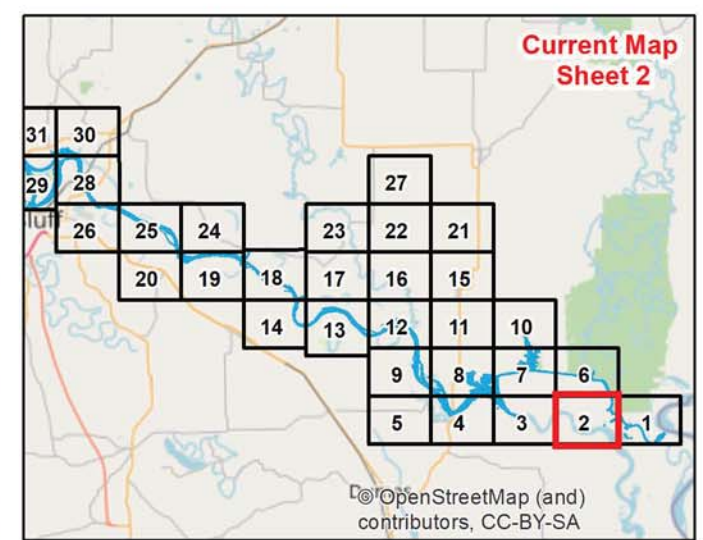 Current Map
Sheet 2
31 30
29 28
27
luff
26 25 24 23 22 21
20 19 18 17 16 15
14 13 12 11 10
9 8 7 6
5 4 3 2 1
© OpenStreetMap (and)
contributors, CC-BY-SA